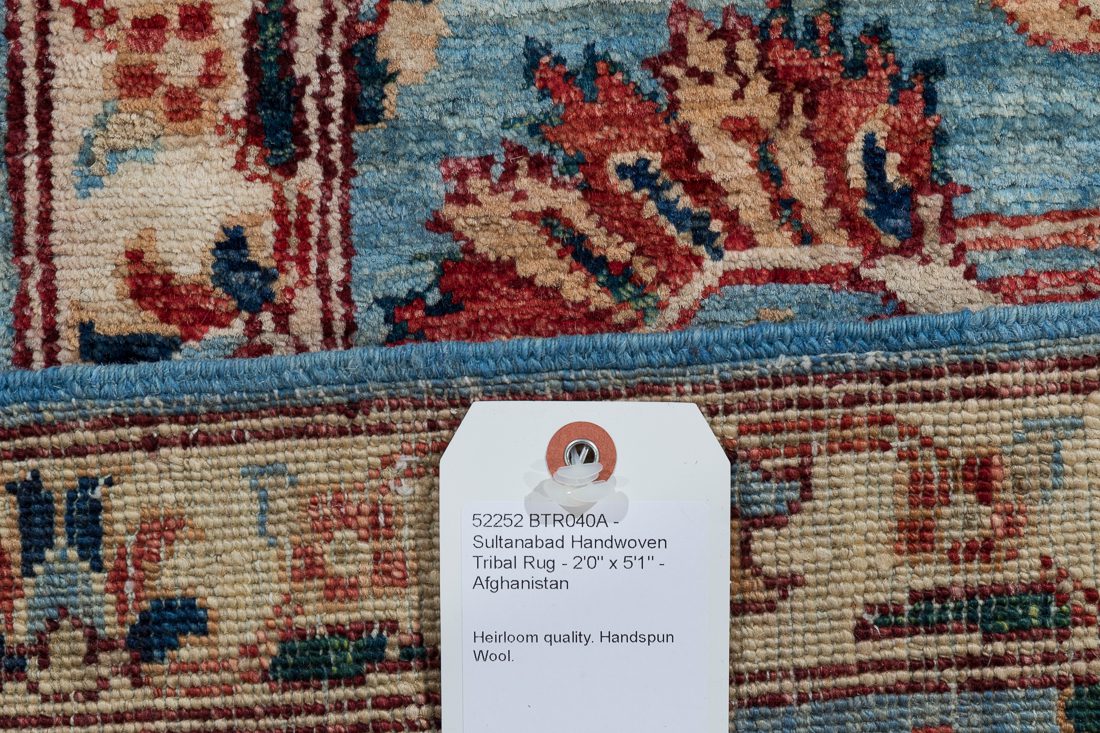 52252 BTR040A -
Sultanabad Handwoven
Tribal Rug - 2'0" x 5'1" -
Afghanistan
Heirloom quality. Handspun
Wool.